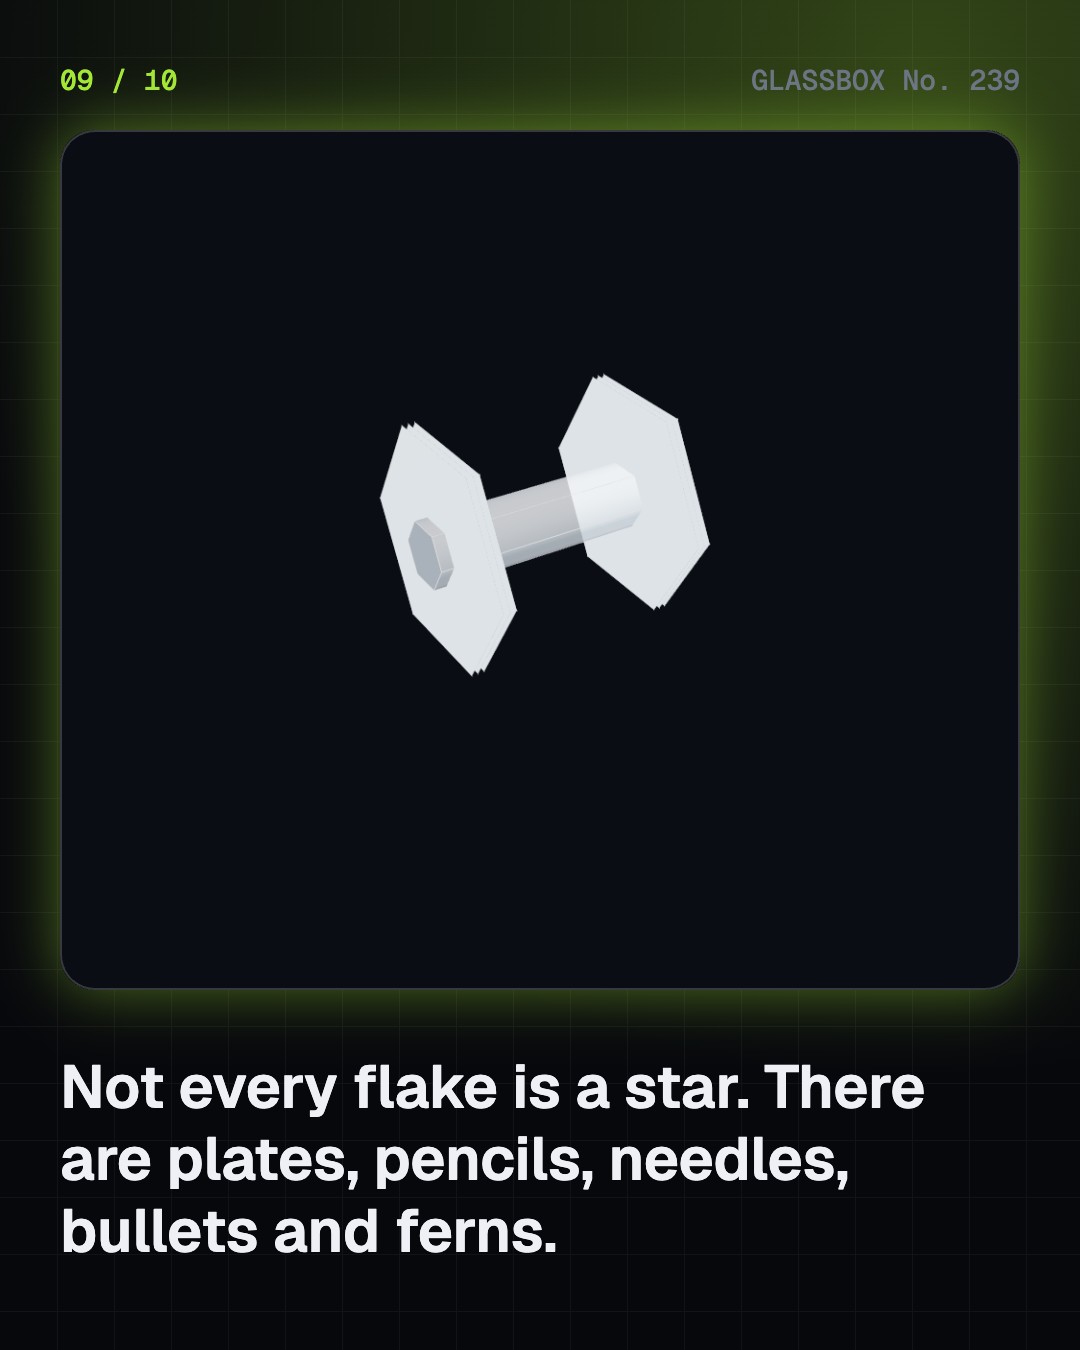 09 / 10
GLASSBOX No. 239
Not every flake is a star. There
are plates, pencils, needles,
bullets and ferns.